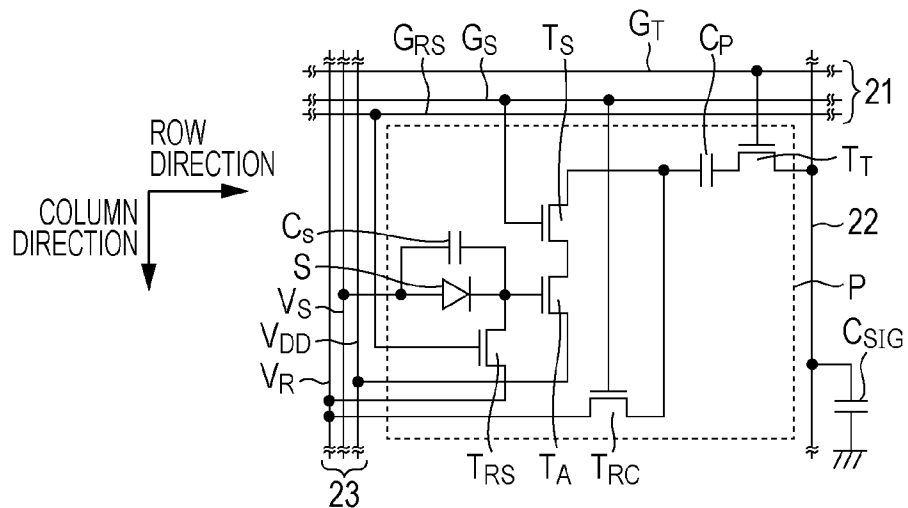 G_RS G_S T_S G_T C_P
21
ROW DIRECTION
T_T
COLUMN DIRECTION
22
C_S
S
P
V_S
V_DD
C_SIG
V_R
T_RS T_A T_RC
23